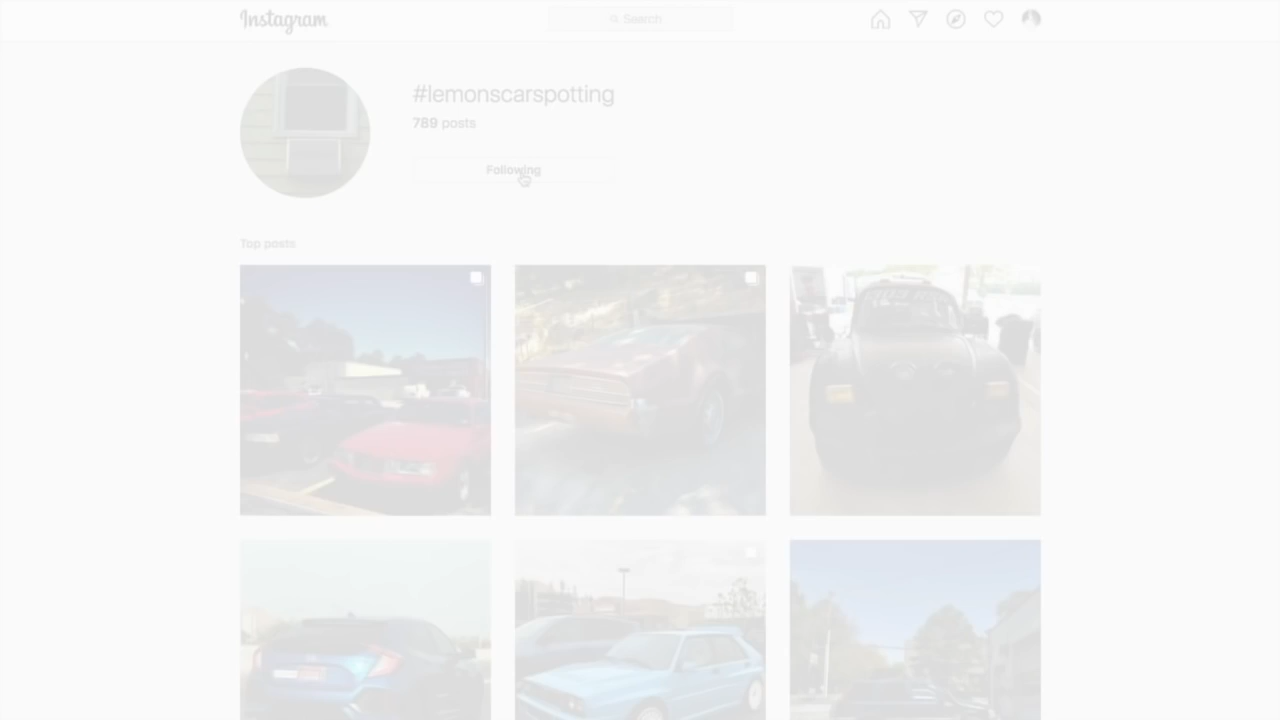 Instagram
Search
#lemonscarspotting
789 posts
Following
Top posts